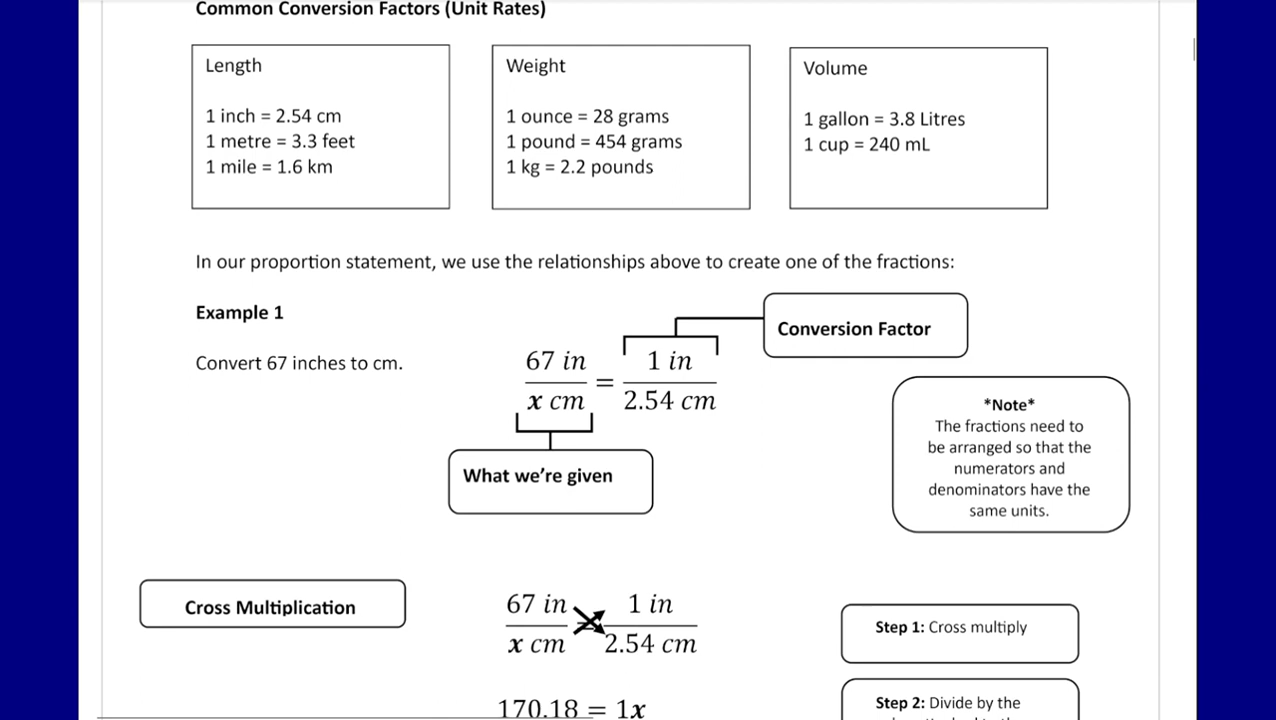 Common Conversion Factors (Unit Rates)
Length
1 inch = 2.54 cm
1 metre = 3.3 feet
1 mile = 1.6 km
Weight
1 ounce = 28 grams
1 pound = 454 grams
1 kg = 2.2 pounds
Volume
1 gallon = 3.8 Litres
1 cup = 240 mL
In our proportion statement, we use the relationships above to create one of the fractions:
Example 1
Convert 67 inches to cm.
Conversion Factor
67 in / x cm = 1 in / 2.54 cm
What we're given
*Note*
The fractions need to
be arranged so that the
numerators and
denominators have the
same units.
Cross Multiplication
67 in / x cm = 1 in / 2.54 cm
Step 1: Cross multiply
170.18 = 1x
Step 2: Divide by the